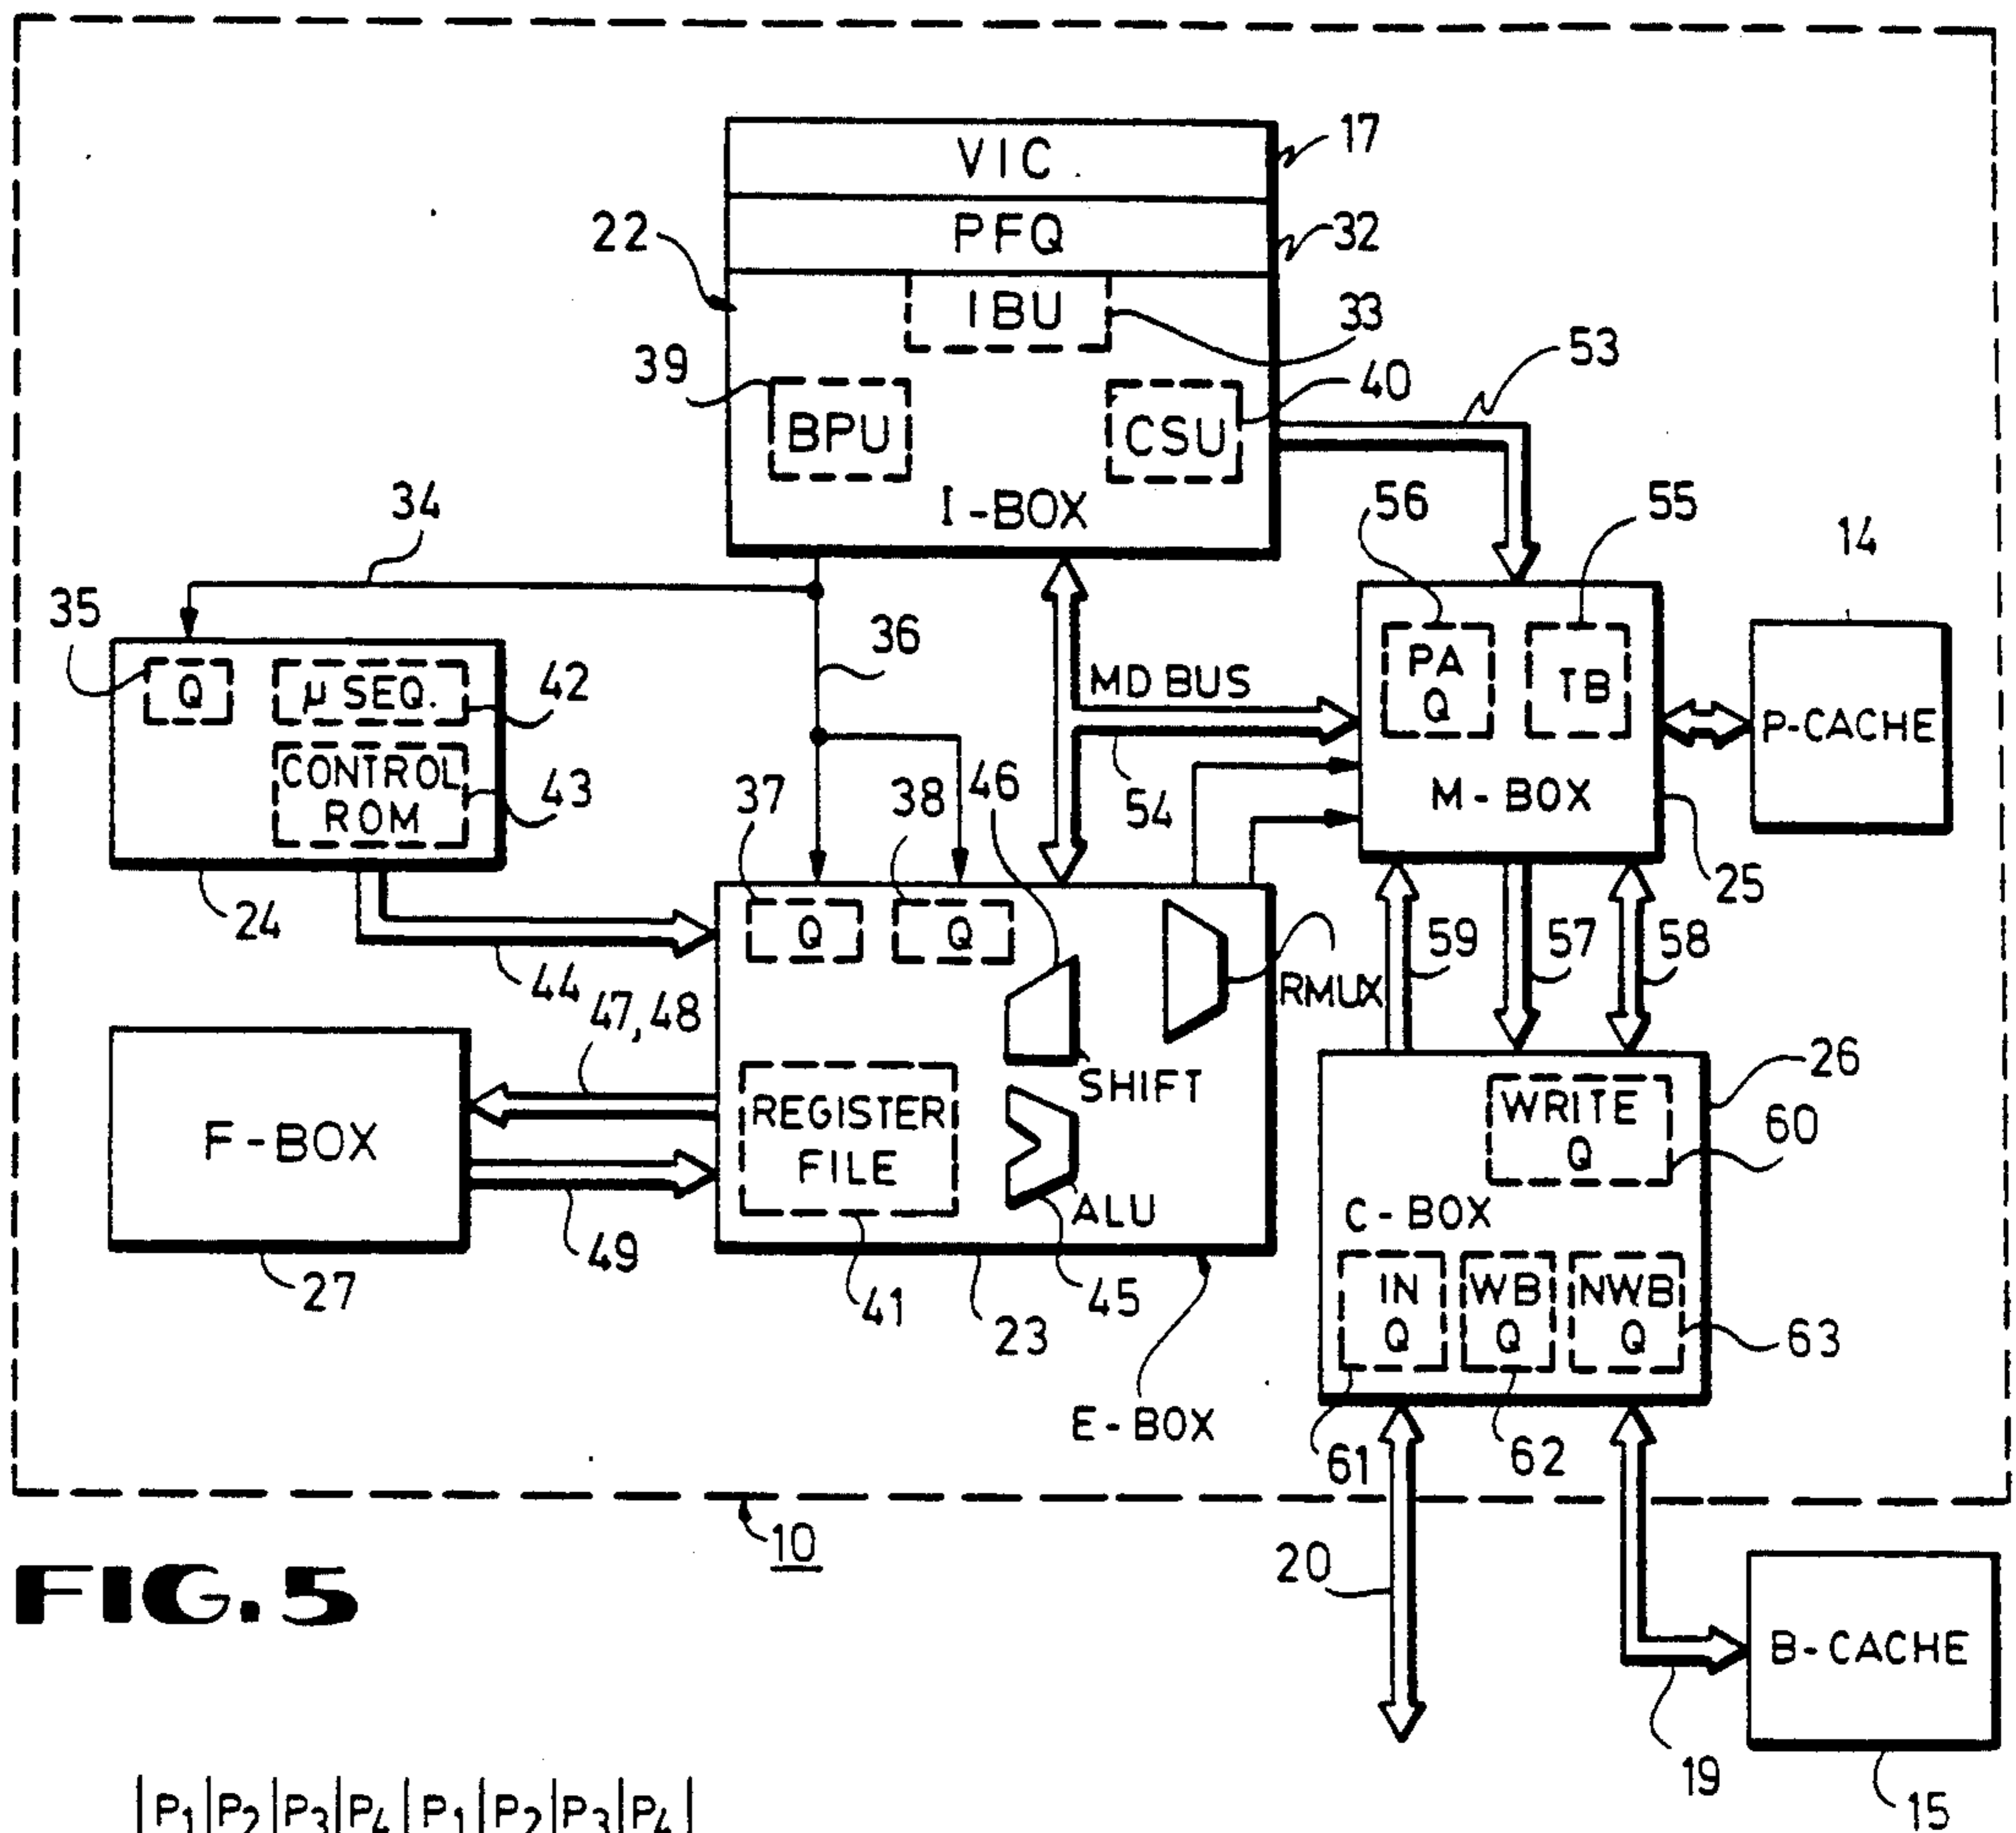 VIC
17
PFQ
22
32
IBU
33
39
BPU
CSU
40
53
I-BOX
34
56
55
14
35
Q
µ SEQ.
42
36
MD BUS
PA
Q
TB
P-CACHE
CONTROL
ROM
43
37
38
46
54
M-BOX
25
24
Q
Q
44
47,48
RMUX
59
57
58
SHIFT
26
F-BOX
REGISTER
FILE
WRITE
Q
60
ALU
C-BOX
49
27
41
23
45
IN
Q
WB
Q
NWB
Q
63
E-BOX
61
62
10
20
FIG. 5
B-CACHE
19
15
P1 P2 P3 P4 P1 P2 P3 P4